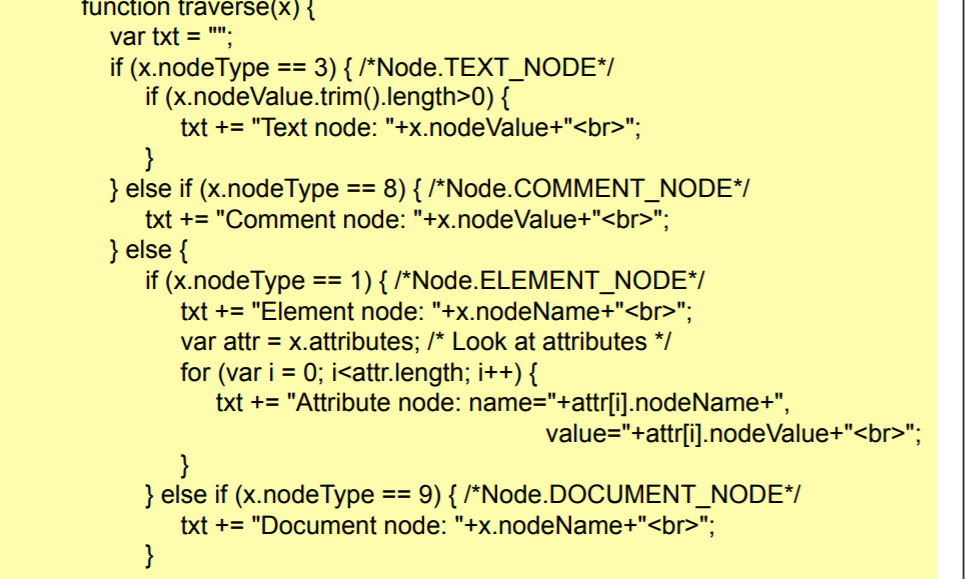 function traverse(x) {
var txt = "";
if (x.nodeType == 3) { /*Node.TEXT_NODE*/
if (x.nodeValue.trim().length>0) {
txt += "Text node: "+x.nodeValue+"<br>";
}
} else if (x.nodeType == 8) { /*Node.COMMENT_NODE*/
txt += "Comment node: "+x.nodeValue+"<br>";
} else {
if (x.nodeType == 1) { /*Node.ELEMENT_NODE*/
txt += "Element node: "+x.nodeName+"<br>";
var attr = x.attributes; /* Look at attributes */
for (var i = 0; i<attr.length; i++) {
txt += "Attribute node: name="+attr[i].nodeName+",
value="+attr[i].nodeValue+"<br>";
}
} else if (x.nodeType == 9) { /*Node.DOCUMENT_NODE*/
txt += "Document node: "+x.nodeName+"<br>";
}